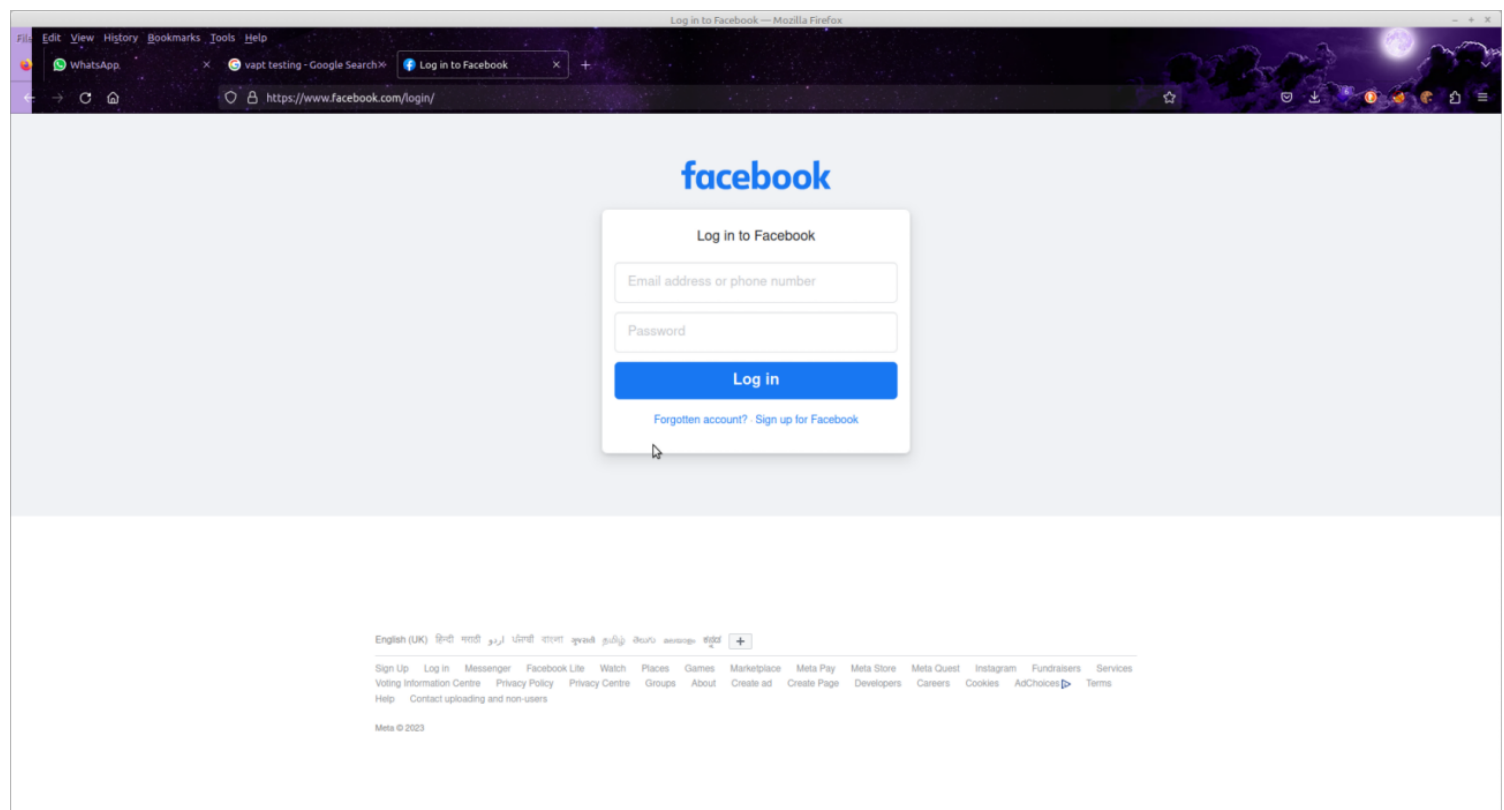 Log in to Facebook — Mozilla Firefox
File Edit View History Bookmarks Tools Help
WhatsApp vapt testing - Google Search Log in to Facebook
https://www.facebook.com/login/
facebook
Log in to Facebook
Email address or phone number
Password
Log in
Forgotten account? · Sign up for Facebook
English (UK) हिन्दी मराठी اردو ਪੰਜਾਬੀ বাংলা ગુજરાતી தமிழ் తెలుగు മലയാളം ಕನ್ನಡ
Sign Up Log in Messenger Facebook Lite Watch Places Games Marketplace Meta Pay Meta Store Meta Quest Instagram Fundraisers Services
Voting Information Centre Privacy Policy Privacy Centre Groups About Create ad Create Page Developers Careers Cookies AdChoices Terms
Help Contact uploading and non-users
Meta © 2023